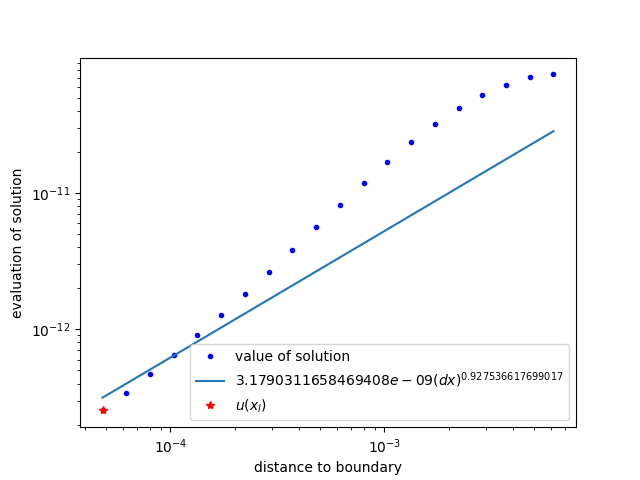 10⁻¹¹
10⁻¹²
evaluation of solution
value of solution
3.1790311658469408e − 09(dx)^0.927536617699017
u(x_l)
10⁻⁴
10⁻³
distance to boundary